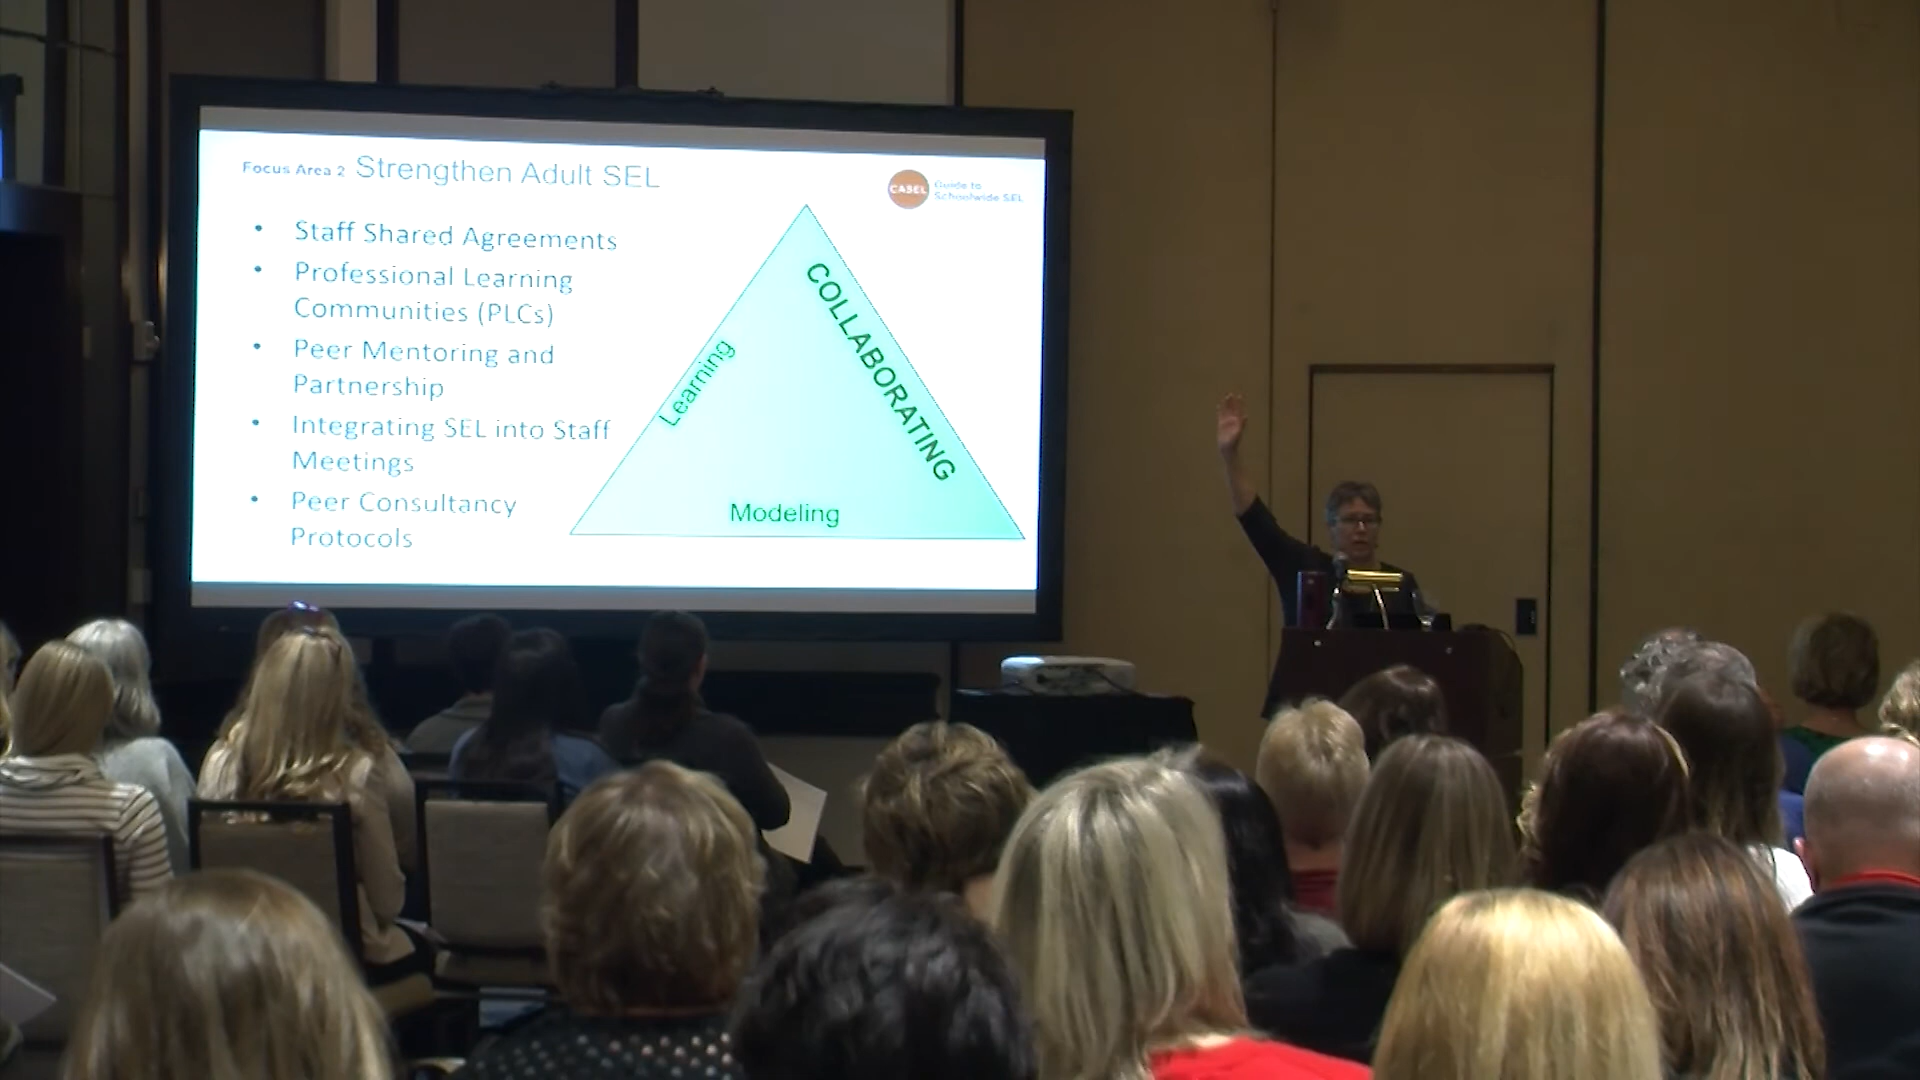 Focus Area 2 Strengthen Adult SEL
CASEL
Guide to
Schoolwide SEL
• Staff Shared Agreements
• Professional Learning
Communities (PLCs)
• Peer Mentoring and
Partnership
• Integrating SEL into Staff
Meetings
• Peer Consultancy
Protocols
Learning
COLLABORATING
Modeling